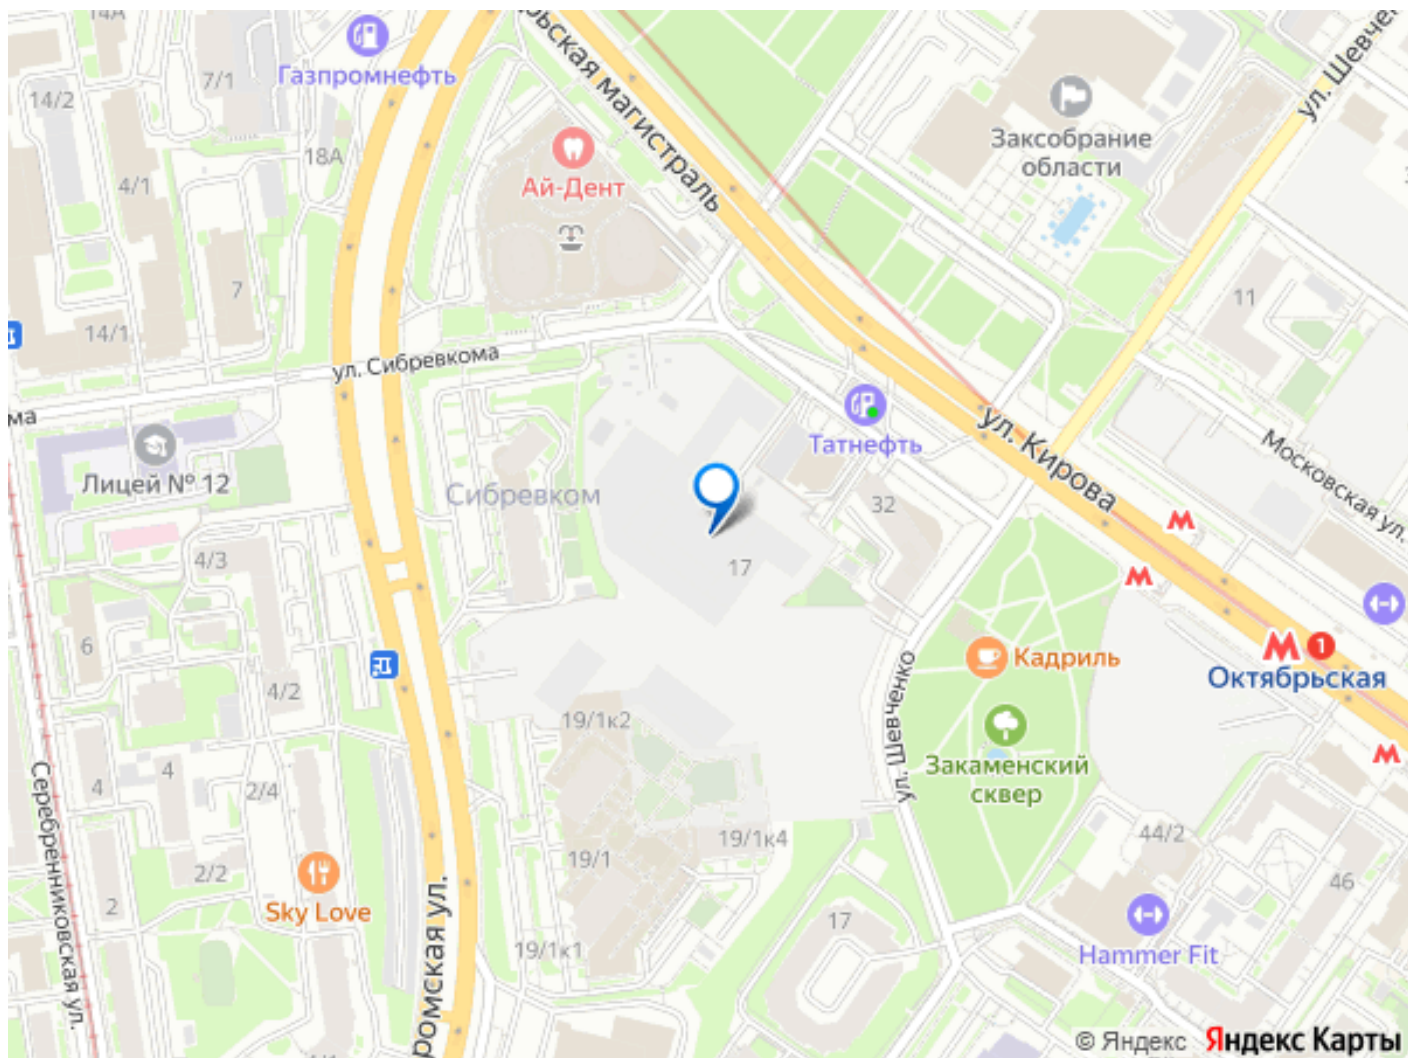 14А
ьская магистраль
ул. Шевче
Газпромнефть
7/1
14/2
Заксобрание
области
18А
4/1
Ай-Дент
7
11
14/1
ул. Сибревкома
ма
Татнефть
ул. Кирова
Московская ул.
Лицей № 12
Сибревком
32
4/3
17
6
Кадриль
1
Октябрьская
4/2
19/1к2
ул. Шевченко
Закаменский
сквер
4
4
2/4
Серебренниковская ул.
19/1к4
44/2
19/1
2/2
46
Sky Love
2
17
19/1к1
Hammer Fit
ромская ул.
© Яндекс Яндекс Карты